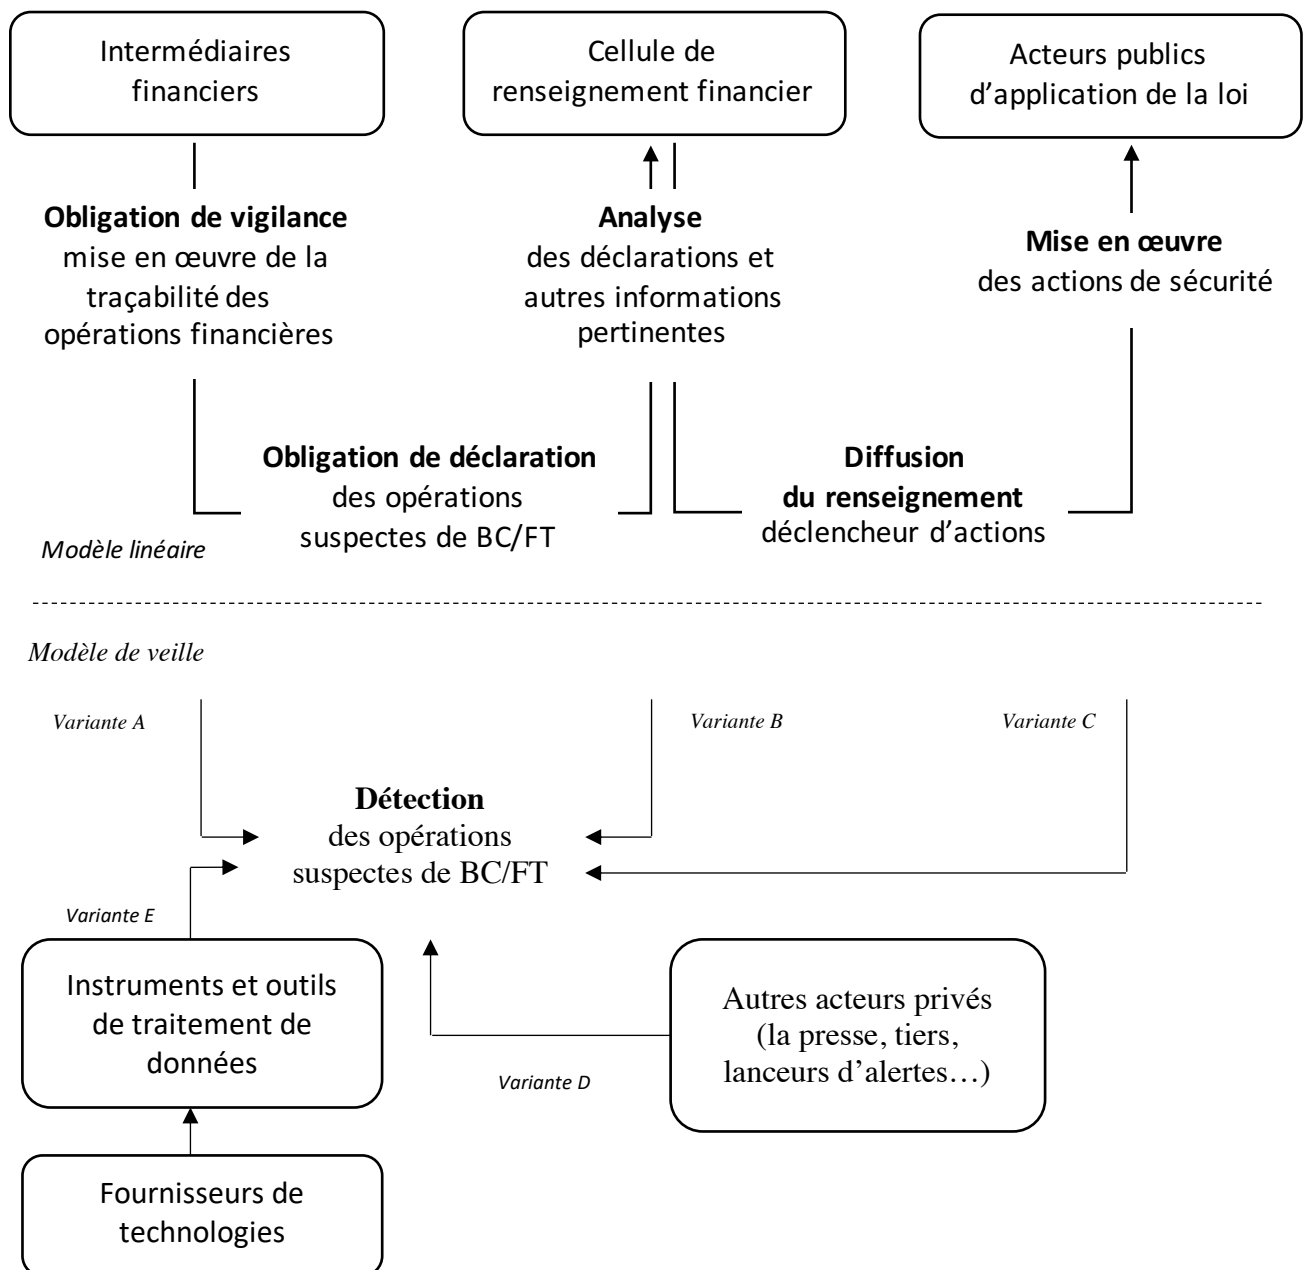 Intermédiaires
financiers
Cellule de
renseignement financier
Acteurs publics
d'application de la loi
Obligation de vigilance
mise en œuvre de la
traçabilité des
opérations financières
Analyse
des déclarations et
autres informations
pertinentes
Mise en œuvre
des actions de sécurité
Obligation de déclaration
des opérations
suspectes de BC/FT
Diffusion
du renseignement
déclencheur d'actions
Modèle linéaire
Modèle de veille
Variante A
Variante B
Variante C
Détection
des opérations
suspectes de BC/FT
Variante E
Instruments et outils
de traitement de
données
Autres acteurs privés
(la presse, tiers,
lanceurs d'alertes…)
Variante D
Fournisseurs de
technologies